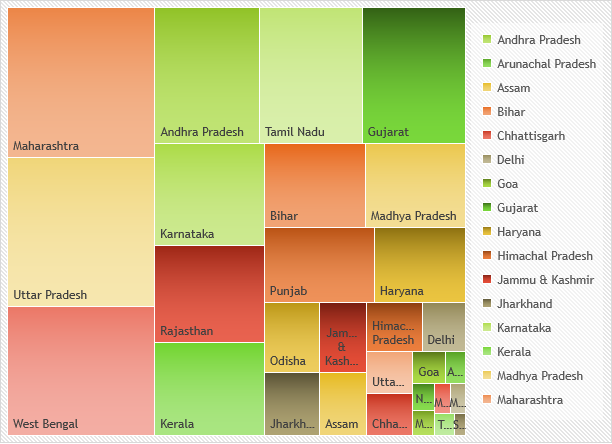 Maharashtra
Andhra Pradesh
Tamil Nadu
Gujarat
Uttar Pradesh
Karnataka
Bihar
Madhya Pradesh
Rajasthan
Punjab
Haryana
West Bengal
Kerala
Odisha
Jam...
&
Kash...
Himac...
Pradesh
Delhi
Jharkh...
Assam
Utta...
Chha...
Goa
A...
N...
M...
M...
M...
T...
S...
Andhra Pradesh
Arunachal Pradesh
Assam
Bihar
Chhattisgarh
Delhi
Goa
Gujarat
Haryana
Himachal Pradesh
Jammu & Kashmir
Jharkhand
Karnataka
Kerala
Madhya Pradesh
Maharashtra